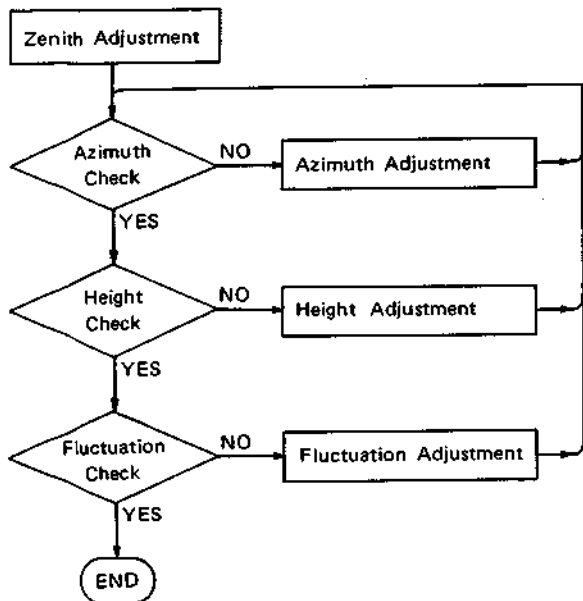 Zenith Adjustment
Azimuth
Check
NO
Azimuth Adjustment
YES
Height
Check
NO
Height Adjustment
YES
Fluctuation
Check
NO
Fluctuation Adjustment
YES
END